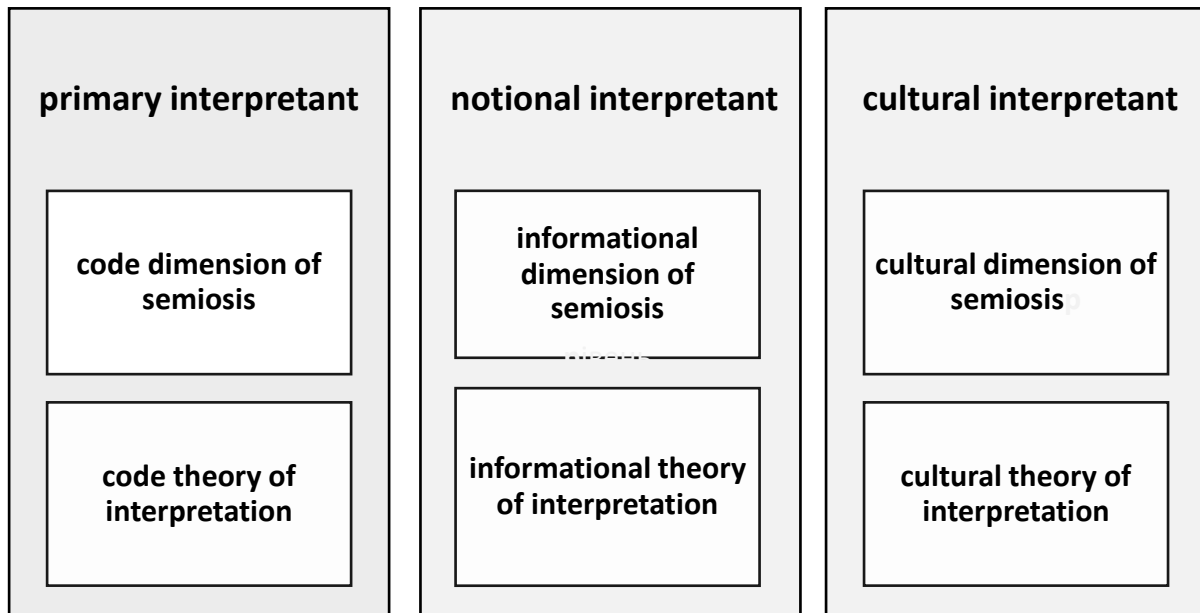 primary interpretant
code dimension of
semiosis
code theory of
interpretation
notional interpretant
informational
dimension of
semiosis
informational theory
of interpretation
cultural interpretant
cultural dimension of
semiosisp
cultural theory of
interpretation